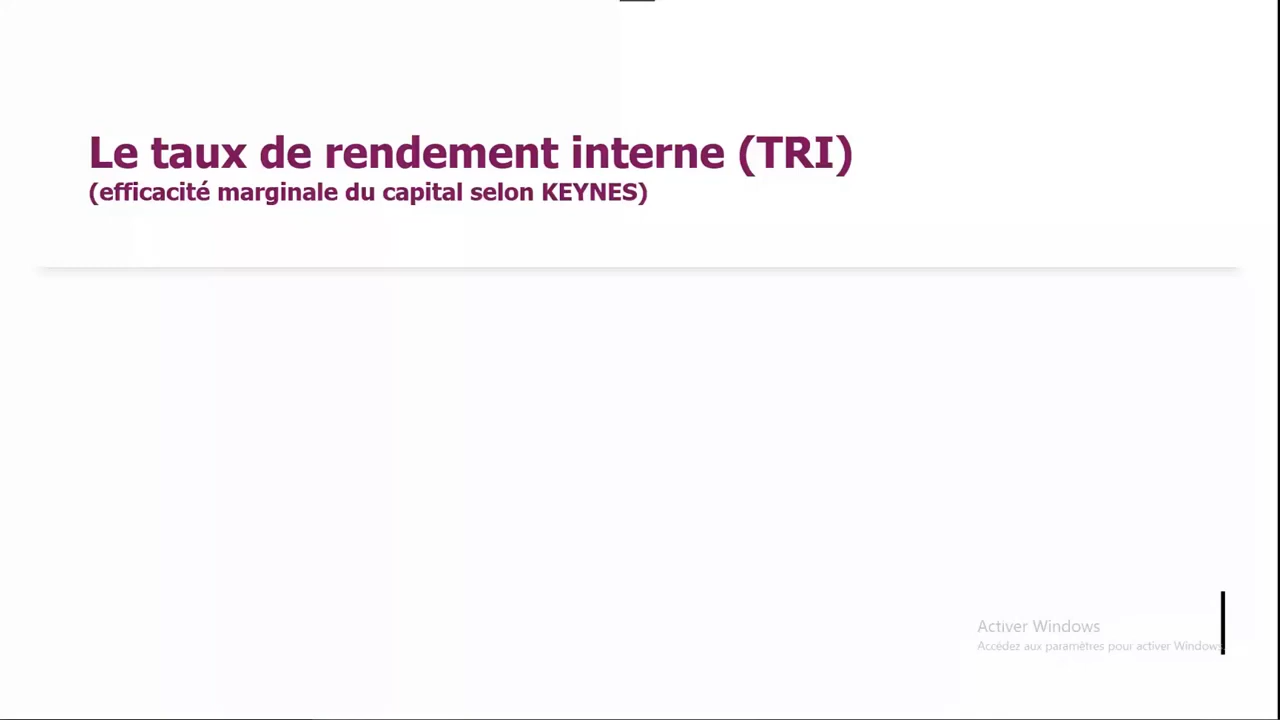 Le taux de rendement interne (TRI)
(efficacité marginale du capital selon KEYNES)
Activer Windows
Accédez aux paramètres pour activer Windows.